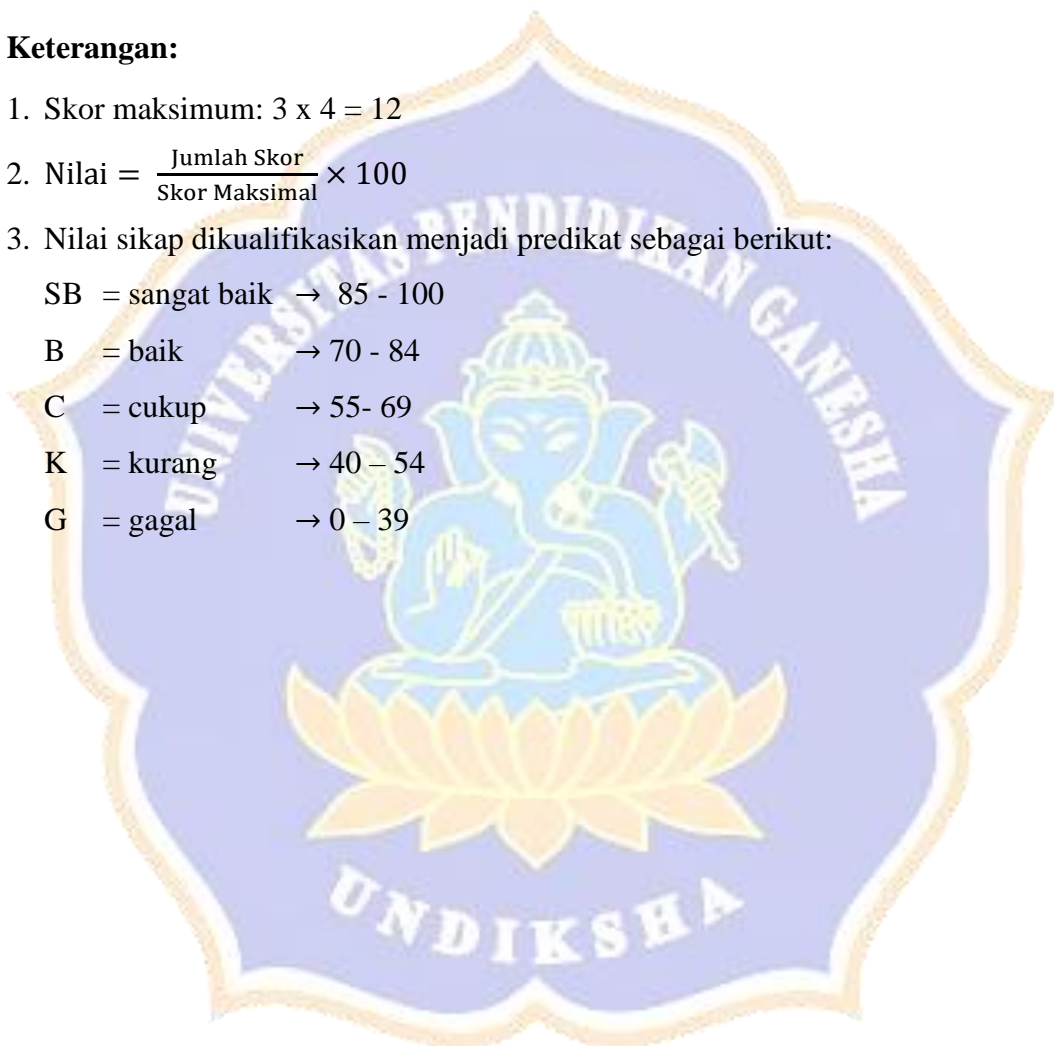 Keterangan:
1. Skor maksimum: 3 x 4 = 12
2. Nilai = Jumlah Skor / Skor Maksimal × 100
3. Nilai sikap dikualifikasikan menjadi predikat sebagai berikut:
SB = sangat baik → 85 - 100
B = baik → 70 - 84
C = cukup → 55- 69
K = kurang → 40 – 54
G = gagal → 0 – 39
UNIVERSITAS PENDIDIKAN GANESHA
UNDIKSHA